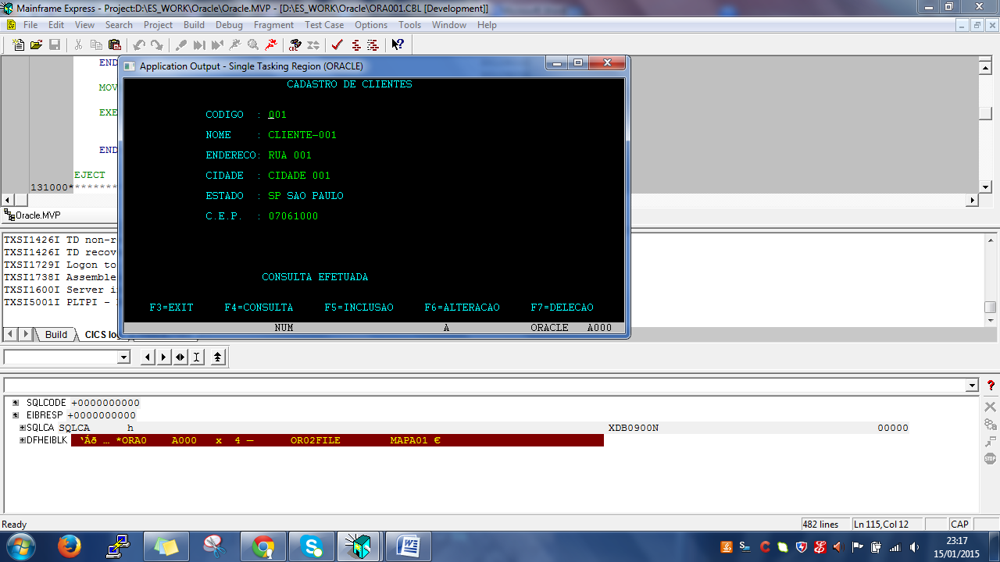 Mainframe Express - Project:D:\ES_WORK\Oracle\Oracle.MVP - [D:\ES_WORK\Oracle\ORA001.CBL [Development]]
File Edit View Search Project Build Debug Fragment Test Case Options Tools Window Help
CBL
END
MOV
EXE
END
EJECT
131000*******
Oracle.MVP
Application Output - Single Tasking Region (ORACLE)
CADASTRO DE CLIENTES
CODIGO : 001
NOME : CLIENTE-001
ENDERECO: RUA 001
CIDADE : CIDADE 001
ESTADO : SP SAO PAULO
C.E.P. : 07061000
CONSULTA EFETUADA
F3=EXIT F4=CONSULTA F5=INCLUSAO F6=ALTERACAO F7=DELECAO
NUM A ORACLE A000
TXSI1426I TD non-r
TXSI1426I TD recov
TXSI1729I Logon to
TXSI1738I Assemble
TXSI1600I Server i
TXSI5001I PLTPI -
Build CICS lo
SQLCODE +0000000000
EIBRESP +0000000000
SQLCA SQLCA h XDB0900N 00000
DFHEIBLK `Áð … *ORA0 A000 x 4 — OR02FILE MAPA01 €
Ready 482 lines Ln 115,Col 12 CAP
23:17
15/01/2015